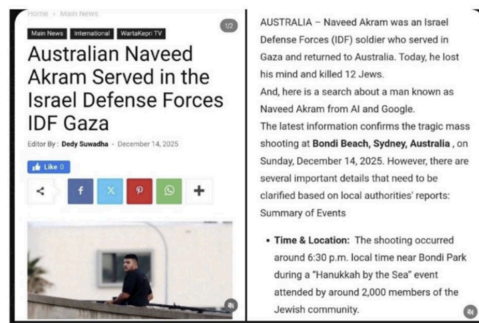 Home › Main News
1/2
Main News International WartaKepri TV
Australian Naveed
Akram Served in the
Israel Defense Forces
IDF Gaza
Editor By : Dedy Suwadha - December 14, 2025
Like 0
AUSTRALIA – Naveed Akram was an Israel
Defense Forces (IDF) soldier who served in
Gaza and returned to Australia. Today, he lost
his mind and killed 12 Jews.
And, here is a search about a man known as
Naveed Akram from AI and Google.
The latest information confirms the tragic mass
shooting at Bondi Beach, Sydney, Australia , on
Sunday, December 14, 2025. However, there are
several important details that need to be
clarified based on local authorities' reports:
Summary of Events
• Time & Location: The shooting occurred
around 6:30 p.m. local time near Bondi Park
during a "Hanukkah by the Sea" event
attended by around 2,000 members of the
Jewish community.